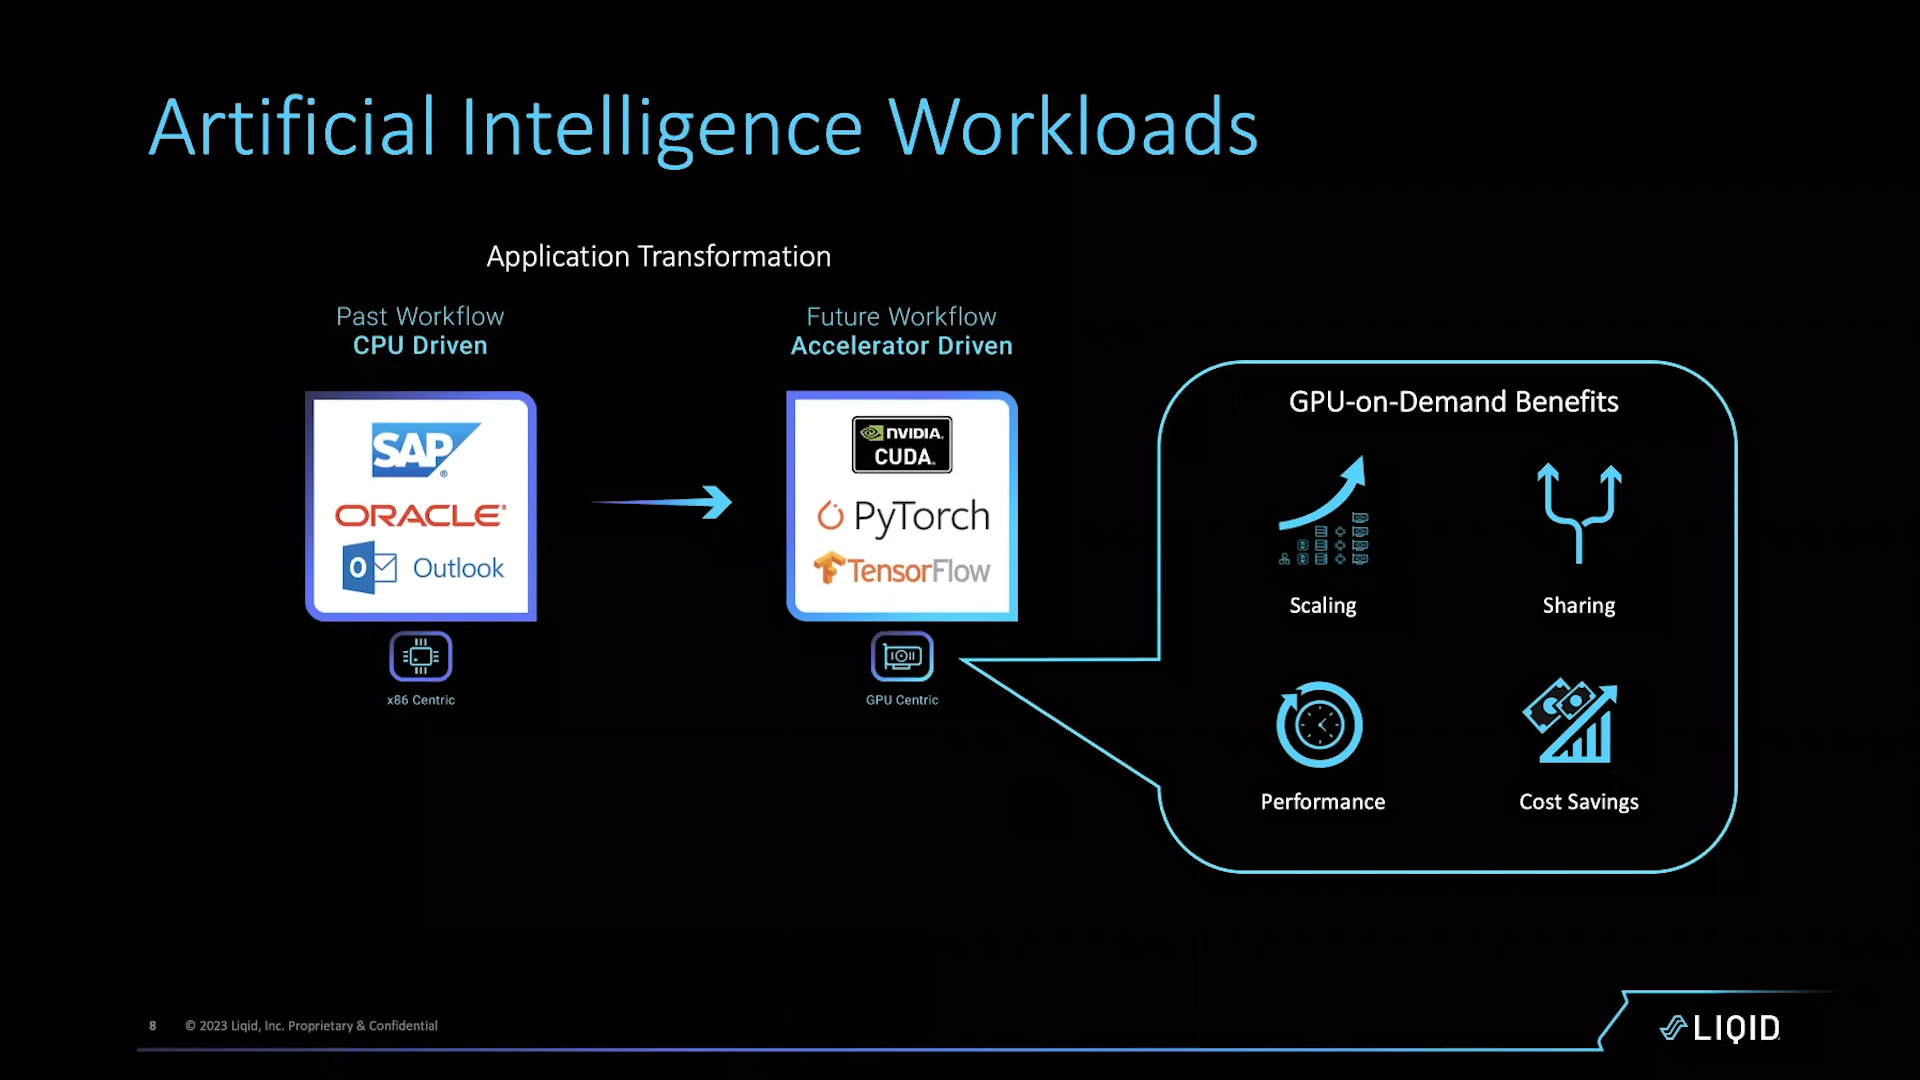 Artificial Intelligence Workloads
Application Transformation
Past Workflow
CPU Driven
Future Workflow
Accelerator Driven
SAP®
ORACLE®
Outlook
x86 Centric
NVIDIA.
CUDA.
PyTorch
TensorFlow
GPU Centric
GPU-on-Demand Benefits
Scaling
Sharing
Performance
Cost Savings
8 © 2023 Liqid, Inc. Proprietary & Confidential
LIQID